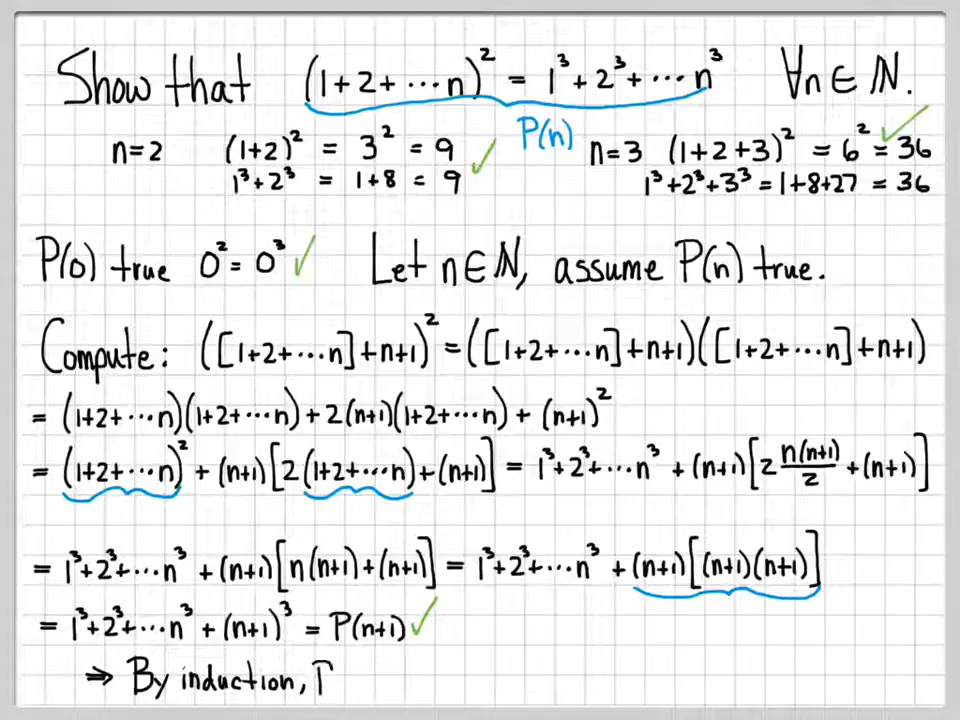 Show that (1+2+⋯n)² = 1³+2³+⋯n³ ∀n∈ℕ.
P(n)
n=2 (1+2)² = 3² = 9 ✓ n=3 (1+2+3)² = 6² = 36 ✓
1³+2³ = 1+8 = 9 1³+2³+3³ = 1+8+27 = 36
P(0) true 0² = 0³ ✓ Let n∈ℕ, assume P(n) true.
Compute: ([1+2+⋯n]+n+1)² = ([1+2+⋯n]+n+1)([1+2+⋯n]+n+1)
= (1+2+⋯n)(1+2+⋯n) + 2(n+1)(1+2+⋯n) + (n+1)²
= (1+2+⋯n)² + (n+1)[2(1+2+⋯n)+(n+1)] = 1³+2³+⋯n³ + (n+1)[2 n(n+1)/2 + (n+1)]
= 1³+2³+⋯n³ + (n+1)[n(n+1)+(n+1)] = 1³+2³+⋯n³ + (n+1)[(n+1)(n+1)]
= 1³+2³+⋯n³ + (n+1)³ = P(n+1) ✓
⇒ By induction,